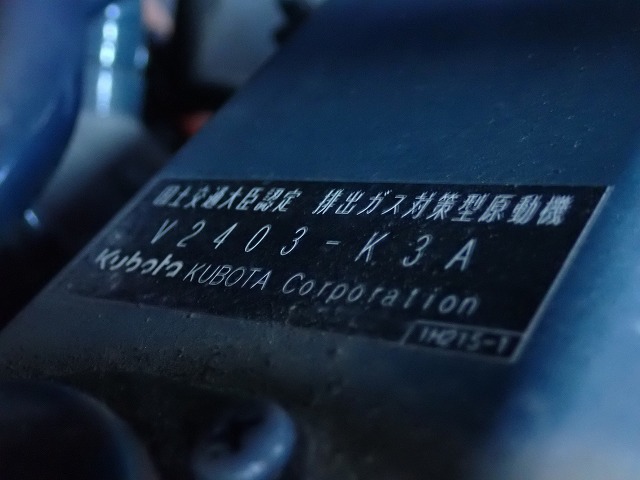 国土交通大臣認定 排出ガス対策型原動機
V2403-K3A
Kubota KUBOTA Corporation
1H215-1